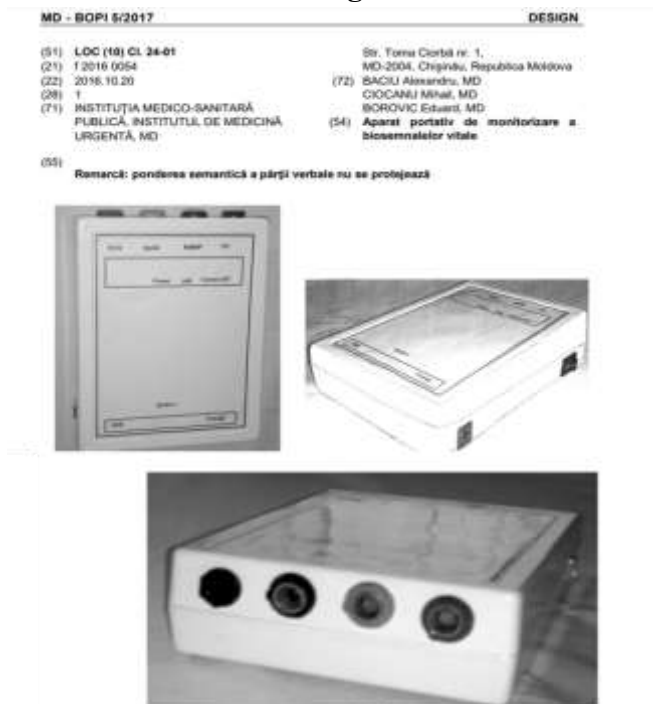 MD - BOPI 5/2017 DESIGN
(51) LOC (10) Cl. 24-01
(21) f 2016 0054
(22) 2016.10.20
(28) 1
(71) INSTITUȚIA MEDICO-SANITARĂ
PUBLICĂ, INSTITUTUL DE MEDICINĂ
URGENTĂ, MD
Str. Toma Ciorbă nr. 1,
MD-2004, Chișinău, Republica Moldova
(72) BACIU Alexandru, MD
CIOCANU Mihail, MD
BOROVIC Eduard, MD
(54) Aparat portativ de monitorizare a
biosemnalelor vitale
(55)
Remarcă: ponderea semantică a părții verbale nu se protejează